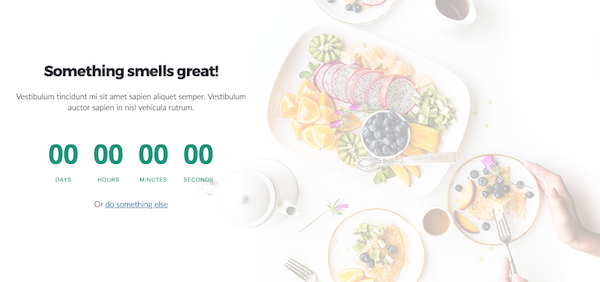 Something smells great!
Vestibulum tincidunt mi sit amet sapien aliquet semper. Vestibulum
auctor sapien in nisl vehicula rutrum.
00 00 00 00
DAYS HOURS MINUTES SECONDS
Or do something else